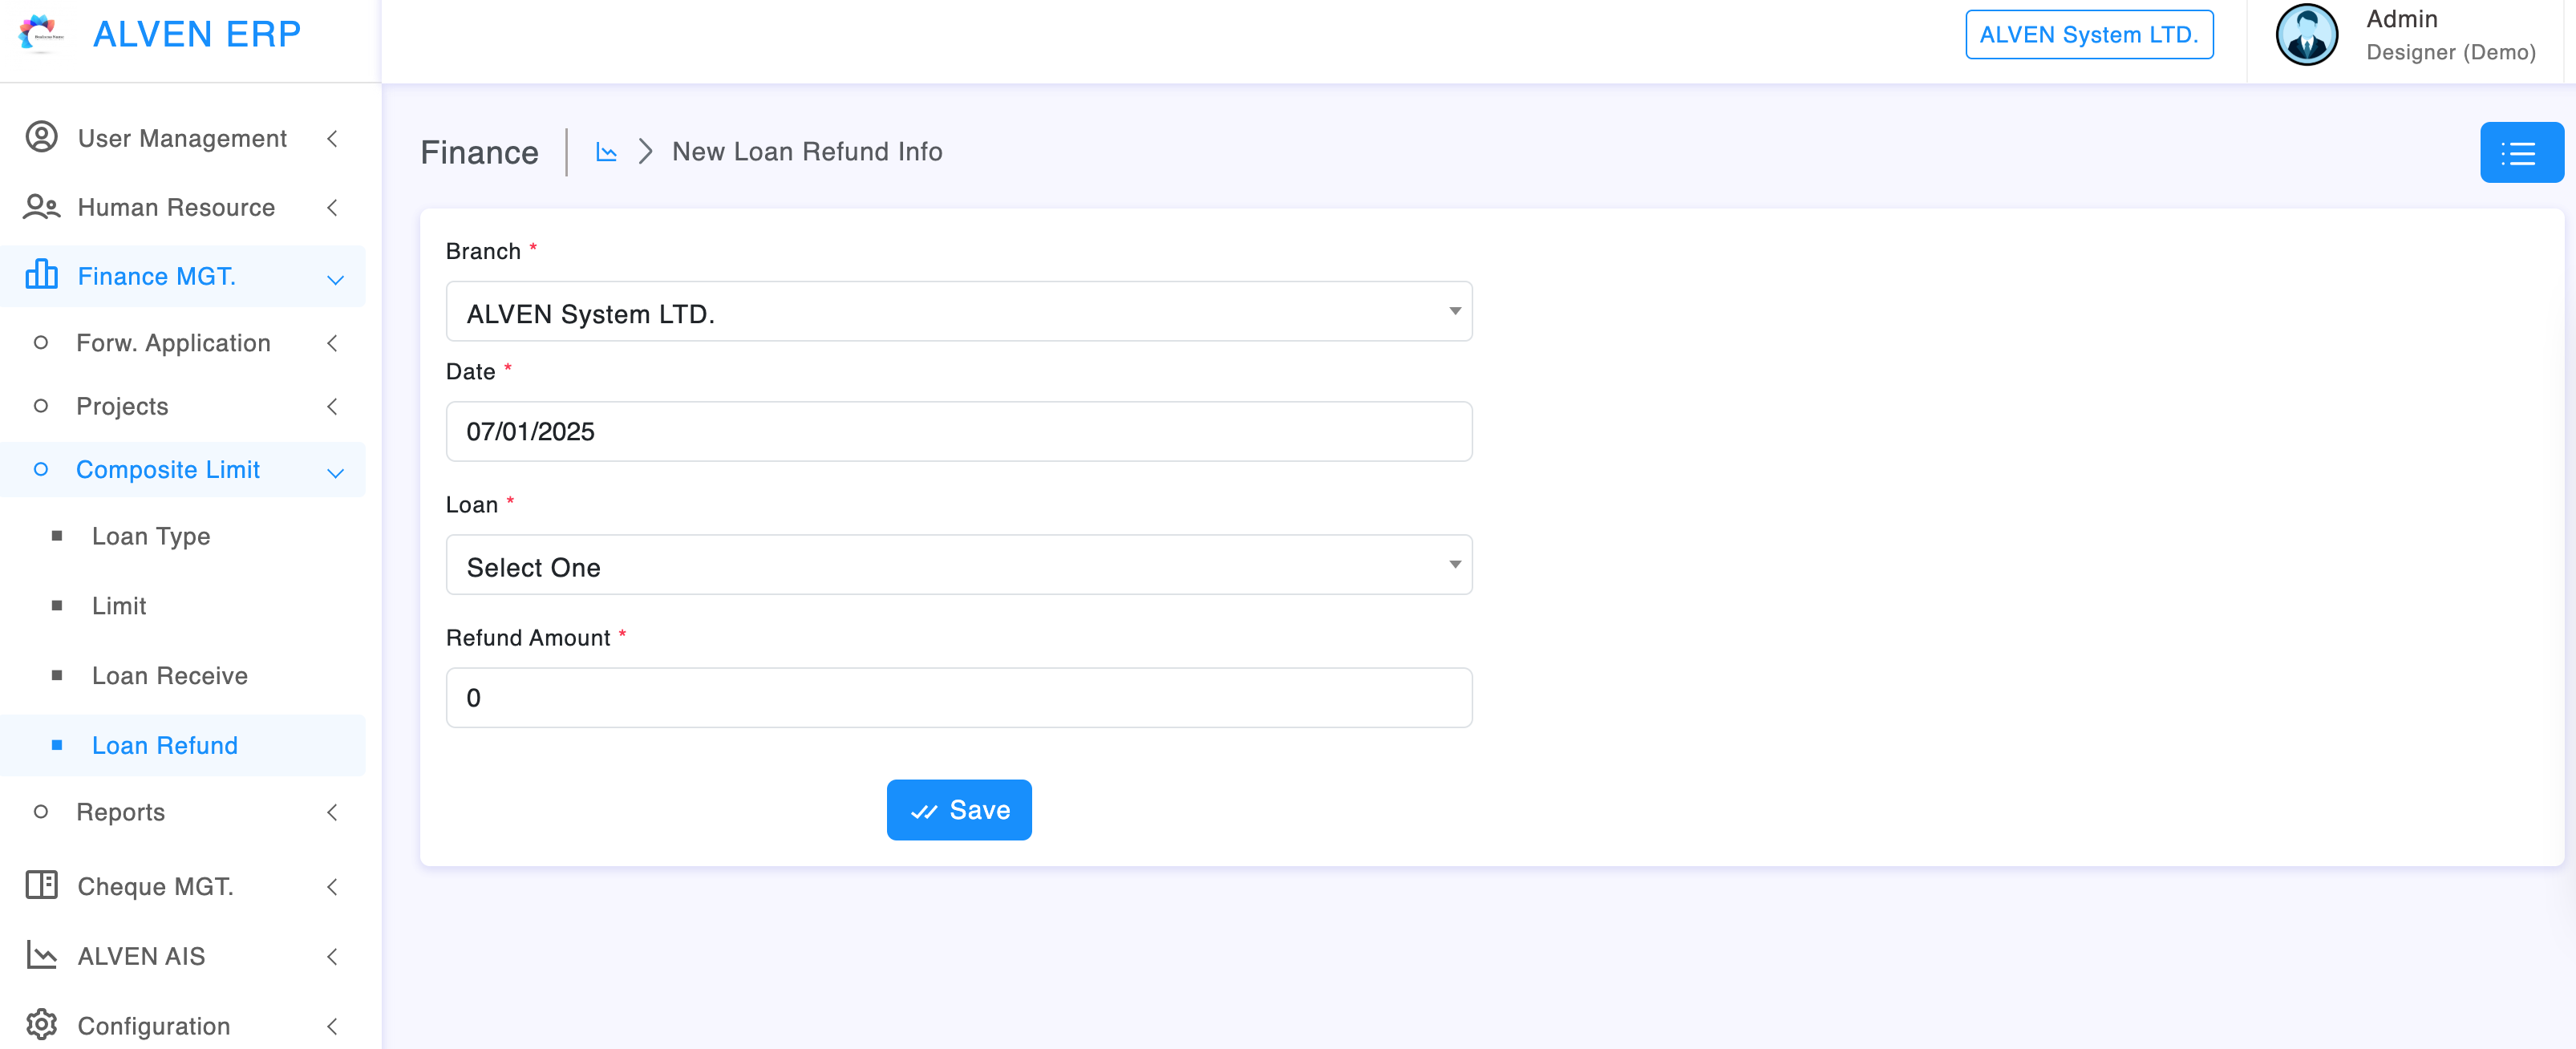 ALVEN ERP
ALVEN System LTD.
Admin
Designer (Demo)
User Management
Human Resource
Finance MGT.
Forw. Application
Projects
Composite Limit
Loan Type
Limit
Loan Receive
Loan Refund
Reports
Cheque MGT.
ALVEN AIS
Configuration
Finance
New Loan Refund Info
Branch *
ALVEN System LTD.
Date *
07/01/2025
Loan *
Select One
Refund Amount *
0
Save